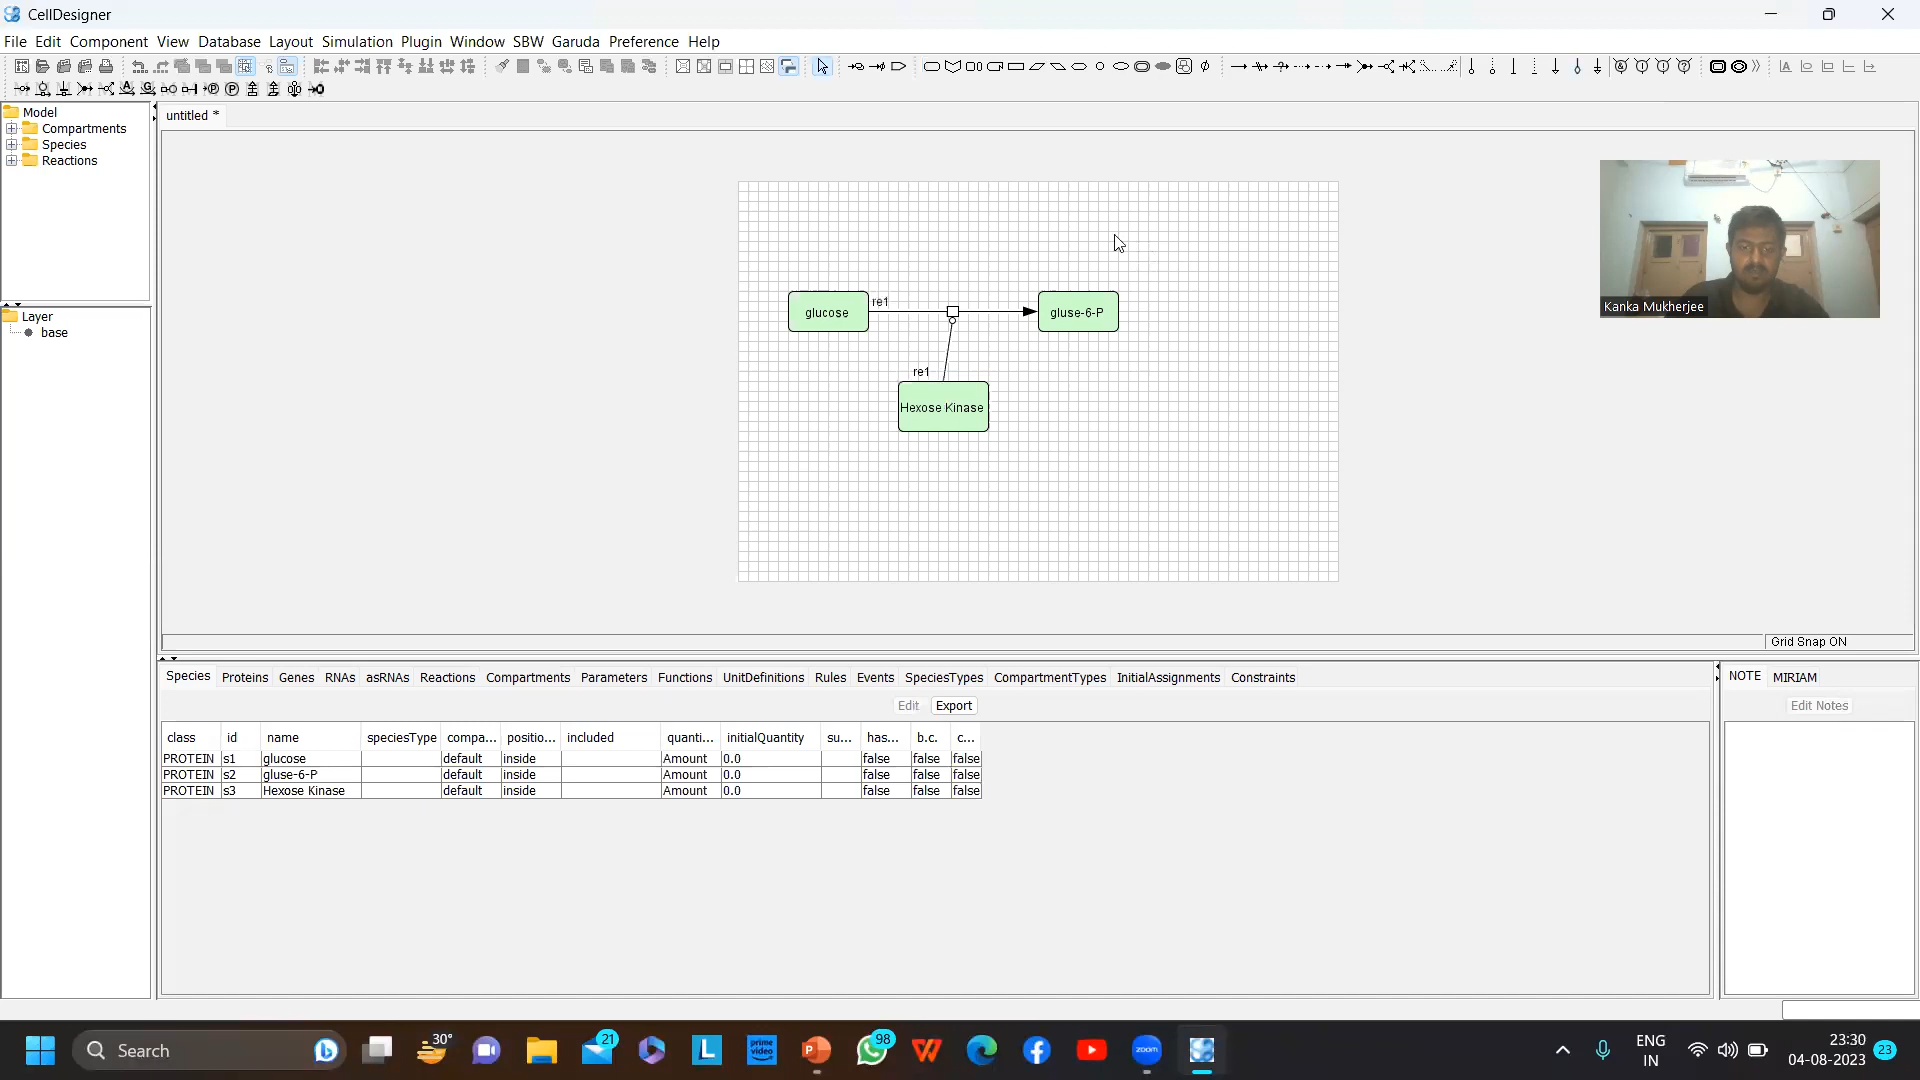 CellDesigner
File Edit Component View Database Layout Simulation Plugin Window SBW Garuda Preference Help
Model
Compartments
Species
Reactions
Layer
base
untitled *
re1
glucose
gluse-6-P
re1
Hexose Kinase
Kanka Mukherjee
Grid Snap ON
Species Proteins Genes RNAs asRNAs Reactions Compartments Parameters Functions UnitDefinitions Rules Events SpeciesTypes CompartmentTypes InitialAssignments Constraints
Edit Export
class id name speciesType compa... positio... included quanti... initialQuantity su... has... b.c. c...
PROTEIN s1 glucose default inside Amount 0.0 false false false
PROTEIN s2 gluse-6-P default inside Amount 0.0 false false false
PROTEIN s3 Hexose Kinase default inside Amount 0.0 false false false
NOTE MIRIAM
Edit Notes
Search
30°
21
L
prime video
98
zoom
ENG
IN
23:30
04-08-2023
23